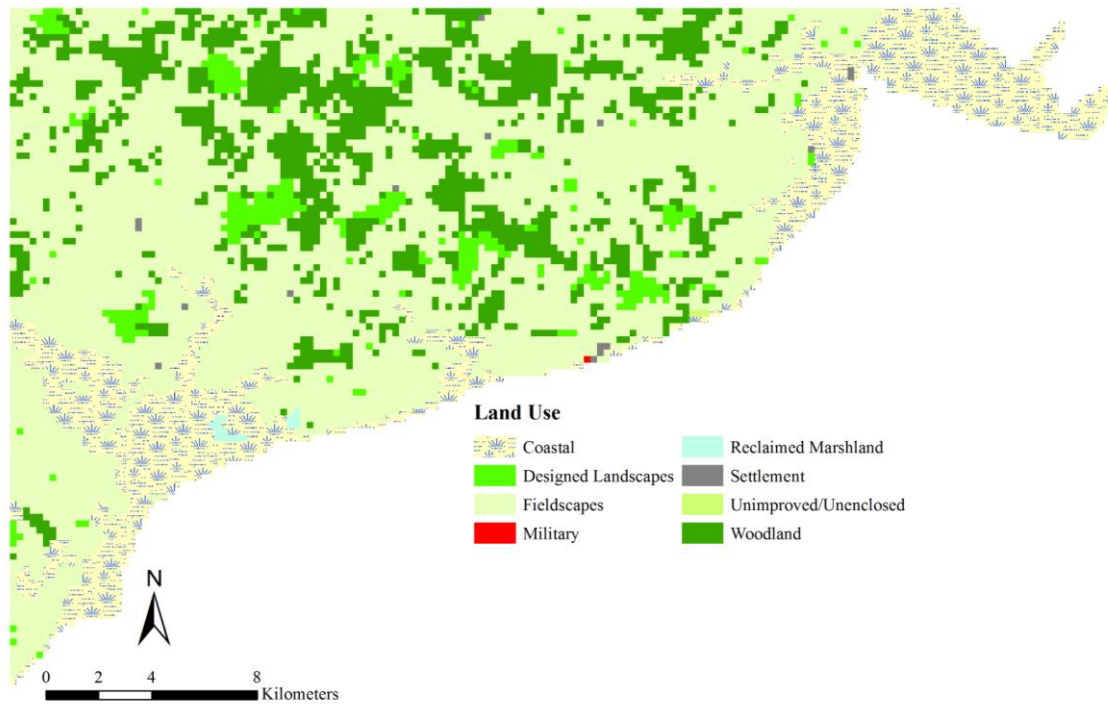 Land Use
Coastal
Designed Landscapes
Fieldscapes
Military
Reclaimed Marshland
Settlement
Unimproved/Unenclosed
Woodland
N
0 2 4 8
Kilometers